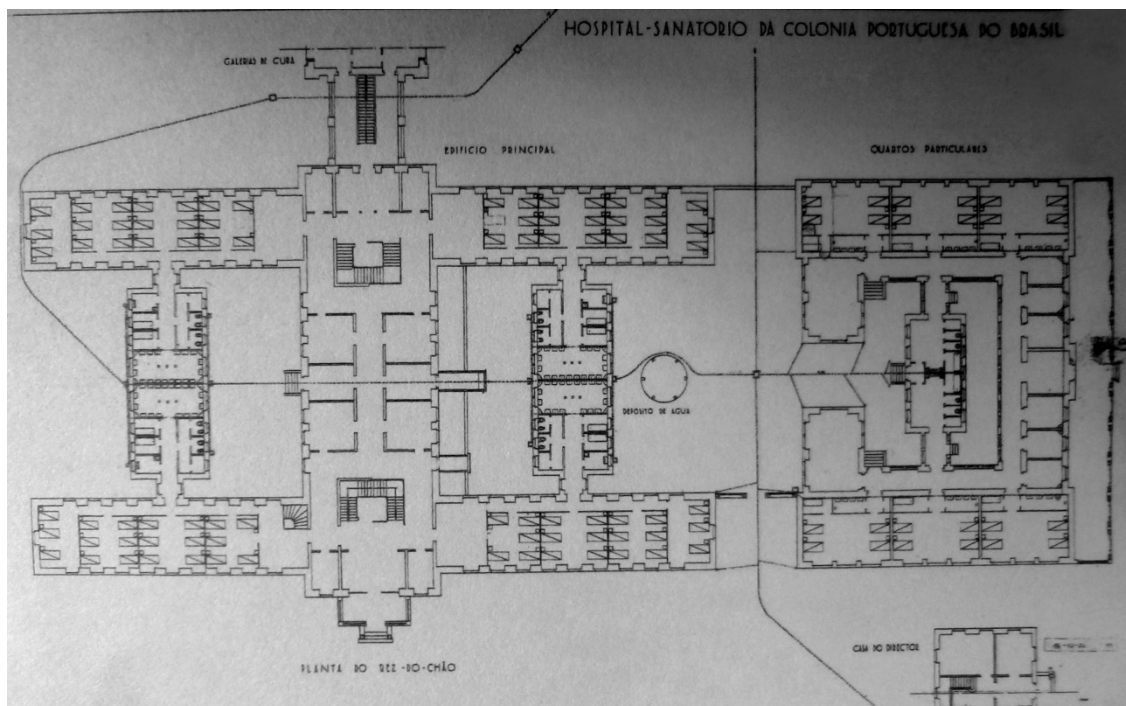 HOSPITAL-SANATORIO DA COLONIA PORTUGUESA DO BRASIL
GALERIAS DE CURA
EDIFICIO PRINCIPAL
QUARTOS PARTICULARES
DEPOSITO DE AGUA
CASA DO DIRECTOR
PLANTA DO REZ-DO-CHÃO